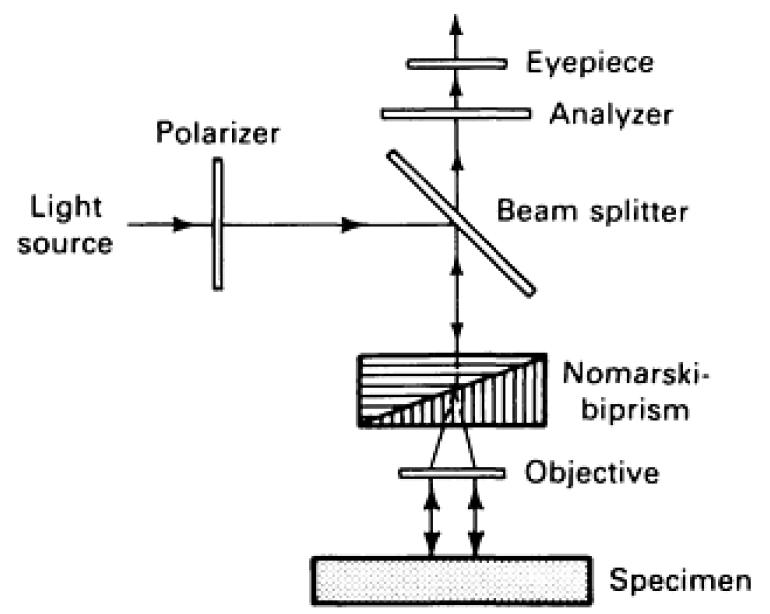 Eyepiece
Analyzer
Polarizer
Light
source
Beam splitter
Nomarski-
biprism
Objective
Specimen